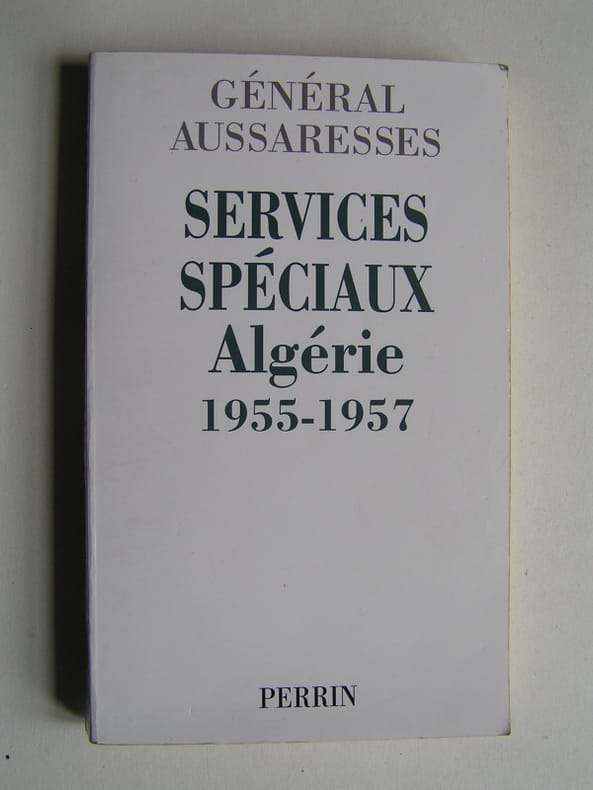 GÉNÉRAL
AUSSARESSES
SERVICES
SPÉCIAUX
Algérie
1955-1957
PERRIN